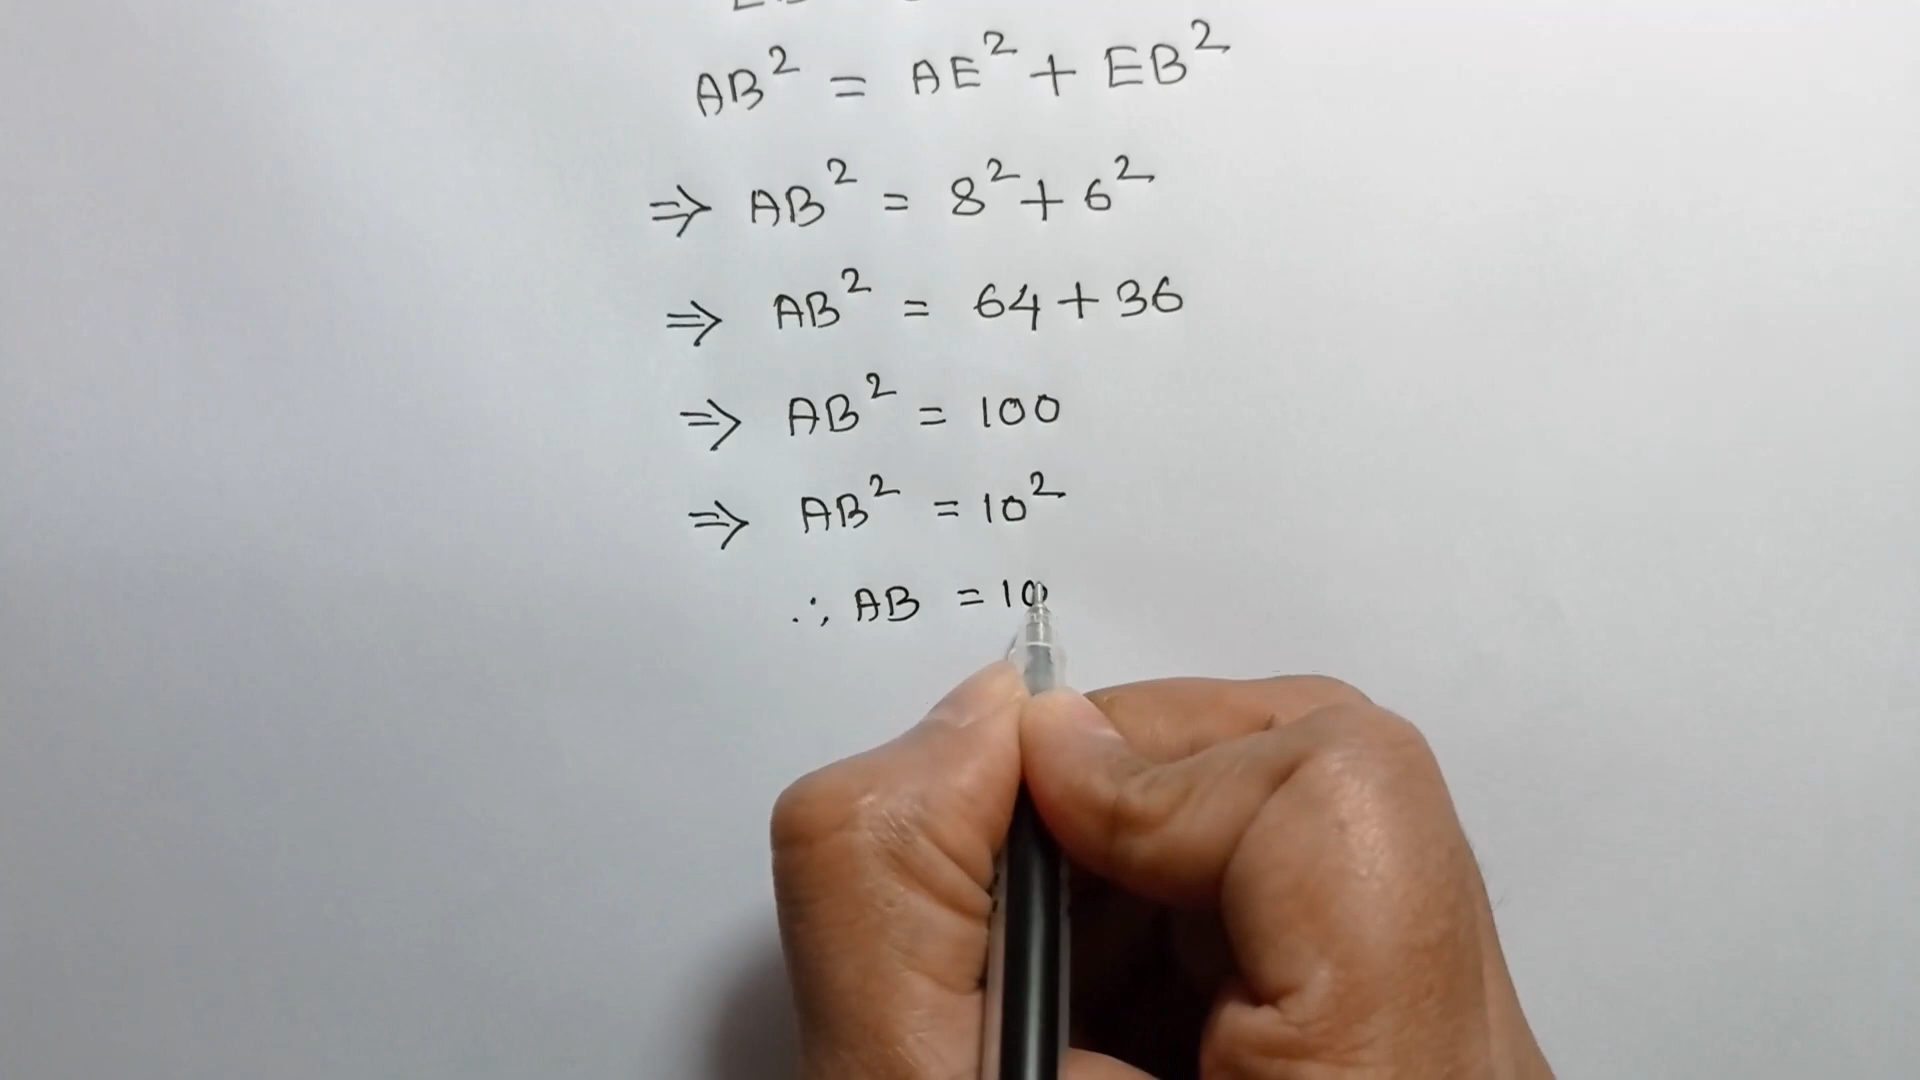 AB² = AE² + EB²
⇒ AB² = 8² + 6²
⇒ AB² = 64 + 36
⇒ AB² = 100
⇒ AB² = 10²
∴ AB = 10